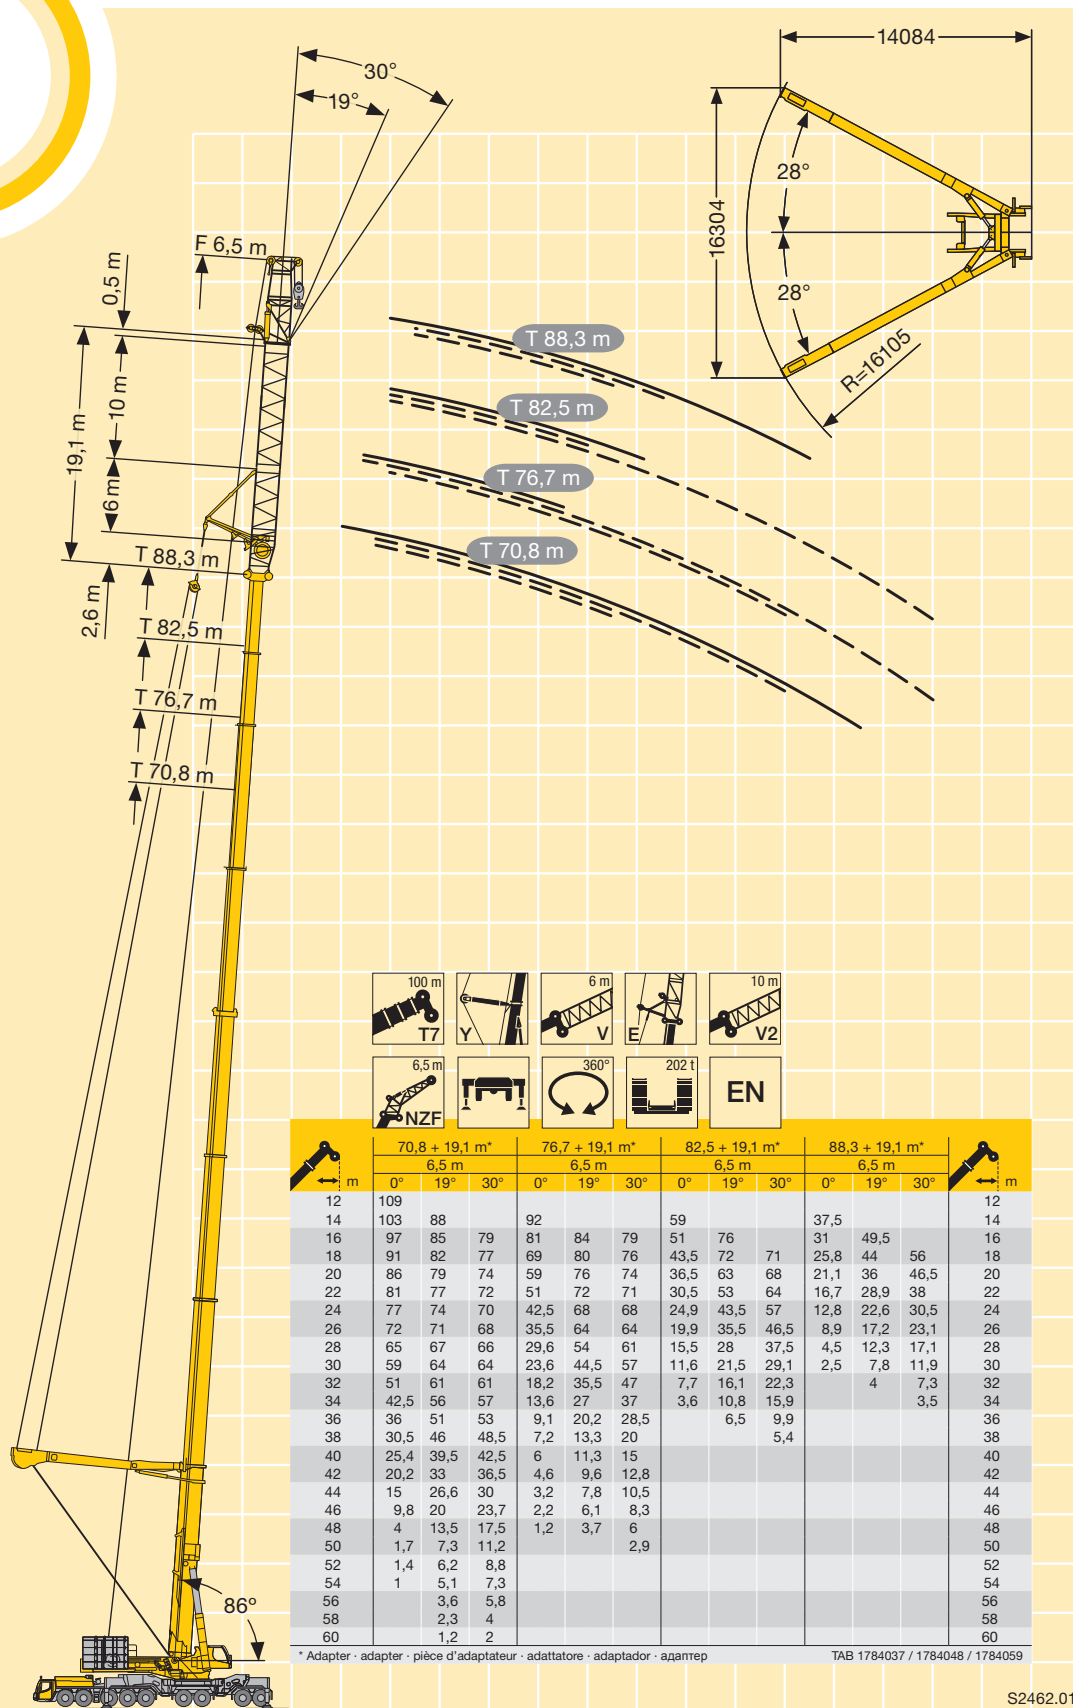 14084
30°
19°
28°
16304
28°
R=16105
F 6,5 m
0,5 m
10 m
19,1 m
6 m
2,6 m
T 88,3 m
T 82,5 m
T 76,7 m
T 70,8 m
T 88,3 m
T 82,5 m
T 76,7 m
T 70,8 m
86°
100 m T7
Y
6 m V
E
10 m V2
6,5 m NZF
360°
202 t
EN
70,8 + 19,1 m* 76,7 + 19,1 m* 82,5 + 19,1 m* 88,3 + 19,1 m*
6,5 m 6,5 m 6,5 m 6,5 m
m 0° 19° 30° 0° 19° 30° 0° 19° 30° 0° 19° 30° m
12 109 12
14 103 88 92 59 37,5 14
16 97 85 79 81 84 79 51 76 31 49,5 16
18 91 82 77 69 80 76 43,5 72 71 25,8 44 56 18
20 86 79 74 59 76 74 36,5 63 68 21,1 36 46,5 20
22 81 77 72 51 72 71 30,5 53 64 16,7 28,9 38 22
24 77 74 70 42,5 68 68 24,9 43,5 57 12,8 22,6 30,5 24
26 72 71 68 35,5 64 64 19,9 35,5 46,5 8,9 17,2 23,1 26
28 65 67 66 29,6 54 61 15,5 28 37,5 4,5 12,3 17,1 28
30 59 64 64 23,6 44,5 57 11,6 21,5 29,1 2,5 7,8 11,9 30
32 51 61 61 18,2 35,5 47 7,7 16,1 22,3 4 7,3 32
34 42,5 56 57 13,6 27 37 3,6 10,8 15,9 3,5 34
36 36 51 53 9,1 20,2 28,5 6,5 9,9 36
38 30,5 46 48,5 7,2 13,3 20 5,4 38
40 25,4 39,5 42,5 6 11,3 15 40
42 20,2 33 36,5 4,6 9,6 12,8 42
44 15 26,6 30 3,2 7,8 10,5 44
46 9,8 20 23,7 2,2 6,1 8,3 46
48 4 13,5 17,5 1,2 3,7 6 48
50 1,7 7,3 11,2 2,9 50
52 1,4 6,2 8,8 52
54 1 5,1 7,3 54
56 3,6 5,8 56
58 2,3 4 58
60 1,2 2 60
* Adapter · adapter · pièce d'adaptateur · adattatore · adaptador · адаптер TAB 1784037 / 1784048 / 1784059
S2462.01